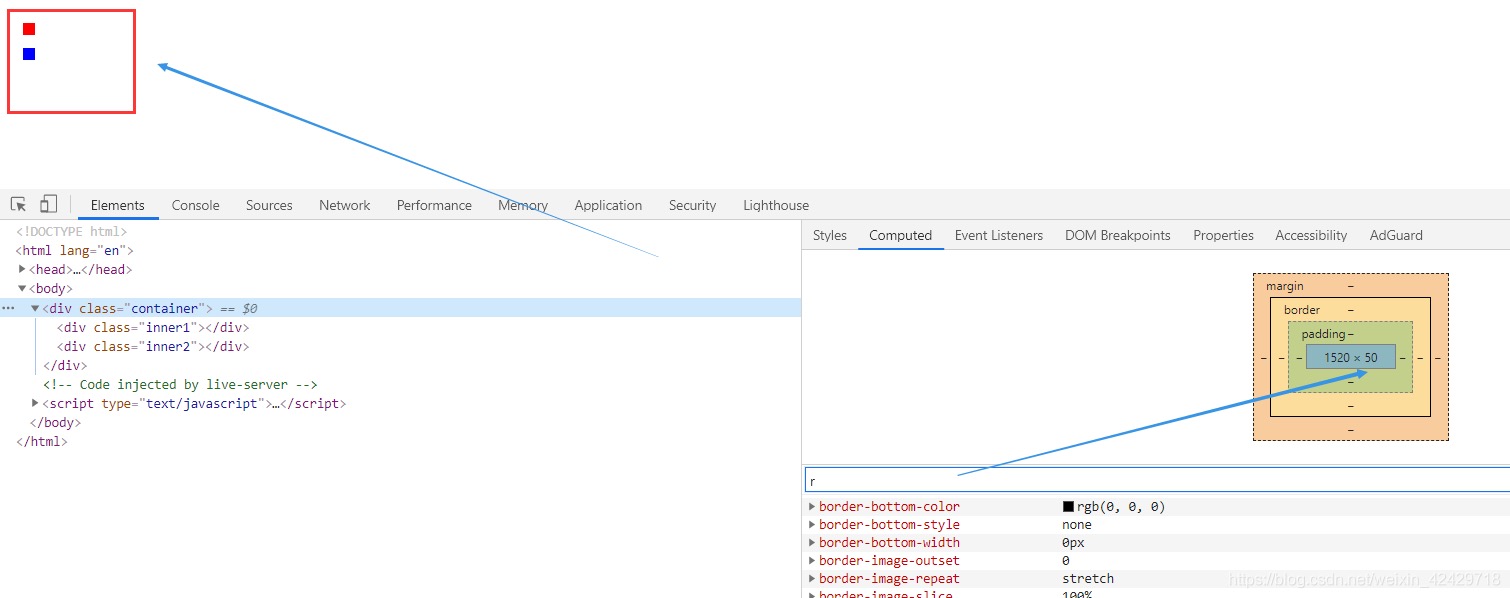 Elements Console Sources Network Performance Memory Application Security Lighthouse
<!DOCTYPE html>
<html lang="en">
<head>…</head>
<body>
··· <div class="container"> == $0
<div class="inner1"></div>
<div class="inner2"></div>
</div>
<!-- Code injected by live-server -->
<script type="text/javascript">…</script>
</body>
</html>
Styles Computed Event Listeners DOM Breakpoints Properties Accessibility AdGuard
margin –
border –
padding –
– – – 1520 × 50 – – –
–
–
–
r
border-bottom-color rgb(0, 0, 0)
border-bottom-style none
border-bottom-width 0px
border-image-outset 0
border-image-repeat stretch
border-image-slice 100%
https://blog.csdn.net/weixin_42429718